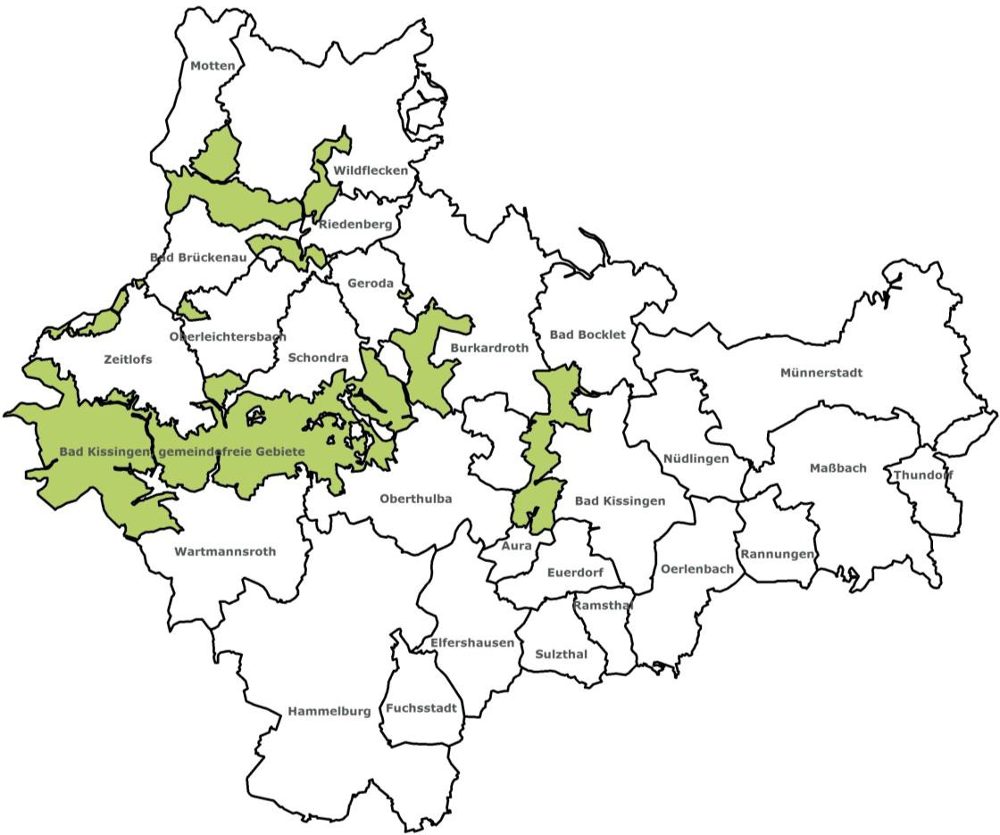 Motten
Wildflecken
Riedenberg
Bad Brückenau
Geroda
Oberleichtersbach
Burkardroth
Bad Bocklet
Zeitlofs
Schondra
Münnerstadt
Bad Kissingen, gemeindefreie Gebiete
Nüdlingen
Maßbach
Thundorf
Oberthulba
Bad Kissingen
Wartmannsroth
Aura
Rannungen
Euerdorf
Oerlenbach
Ramsthal
Elfershausen
Sulzthal
Hammelburg
Fuchsstadt